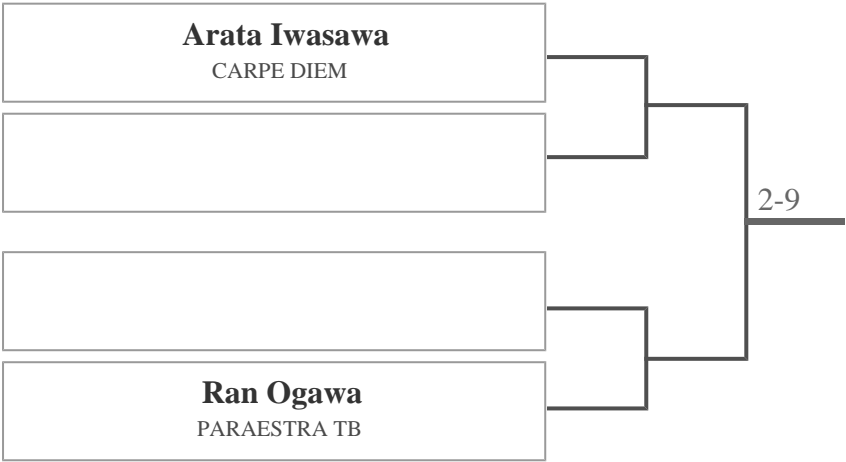 Arata Iwasawa
CARPE DIEM
2-9
Ran Ogawa
PARAESTRA TB